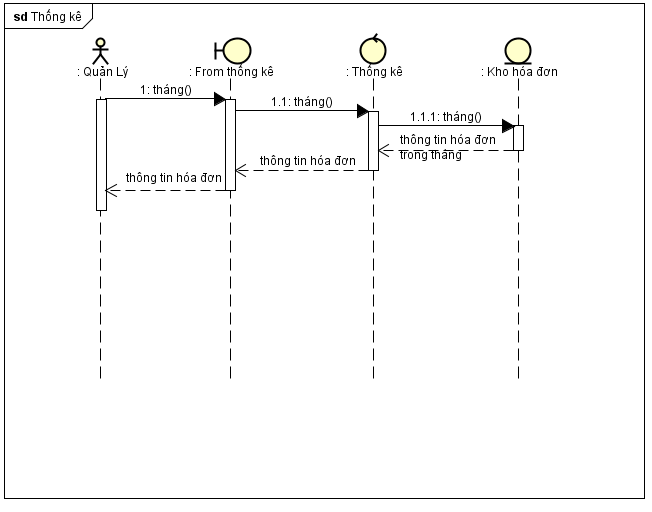 sd Thống kê
: Quản Lý
: From thống kê
: Thống kê
: Kho hóa đơn
1: tháng()
1.1: tháng()
1.1.1: tháng()
thông tin hóa đơn
trong tháng
thông tin hóa đơn
thông tin hóa đơn